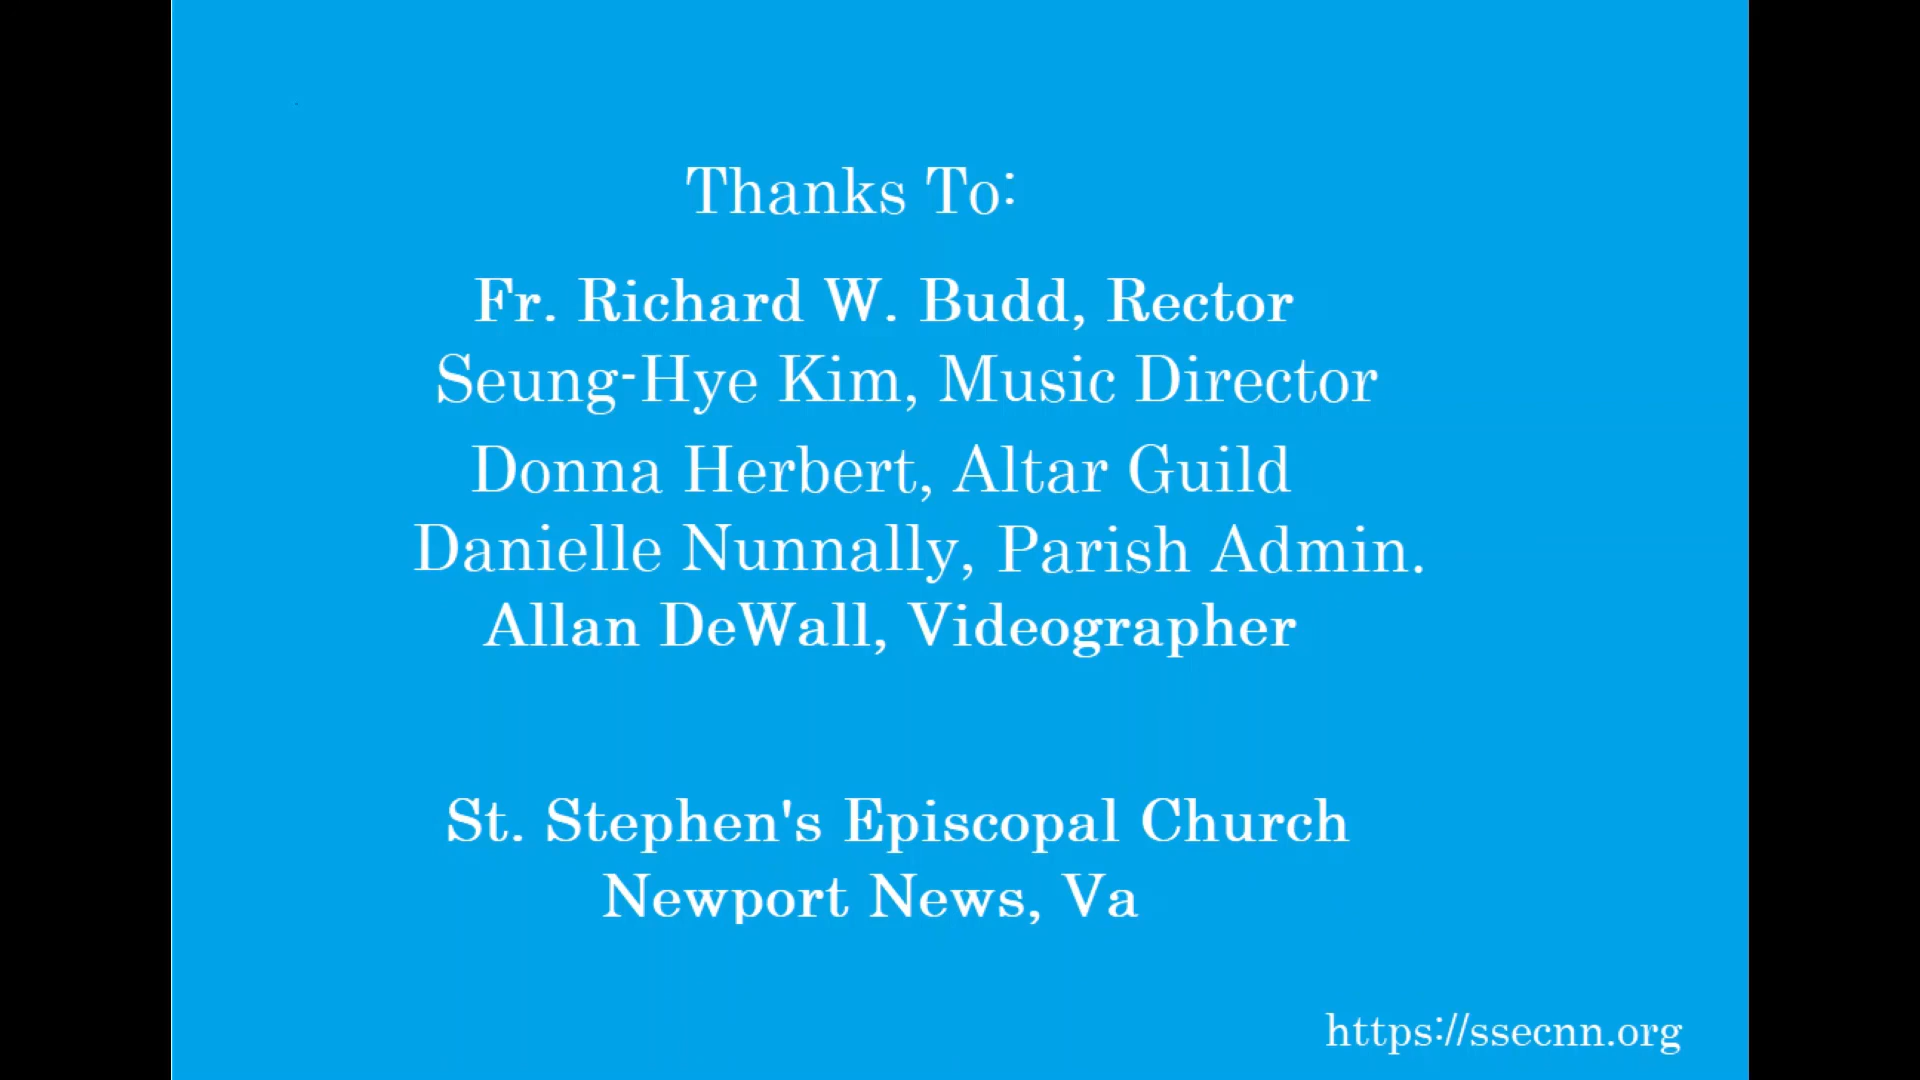 Thanks To:
Fr. Richard W. Budd, Rector
Seung-Hye Kim, Music Director
Donna Herbert, Altar Guild
Danielle Nunnally, Parish Admin.
Allan DeWall, Videographer
St. Stephen's Episcopal Church
Newport News, Va
https://ssecnn.org